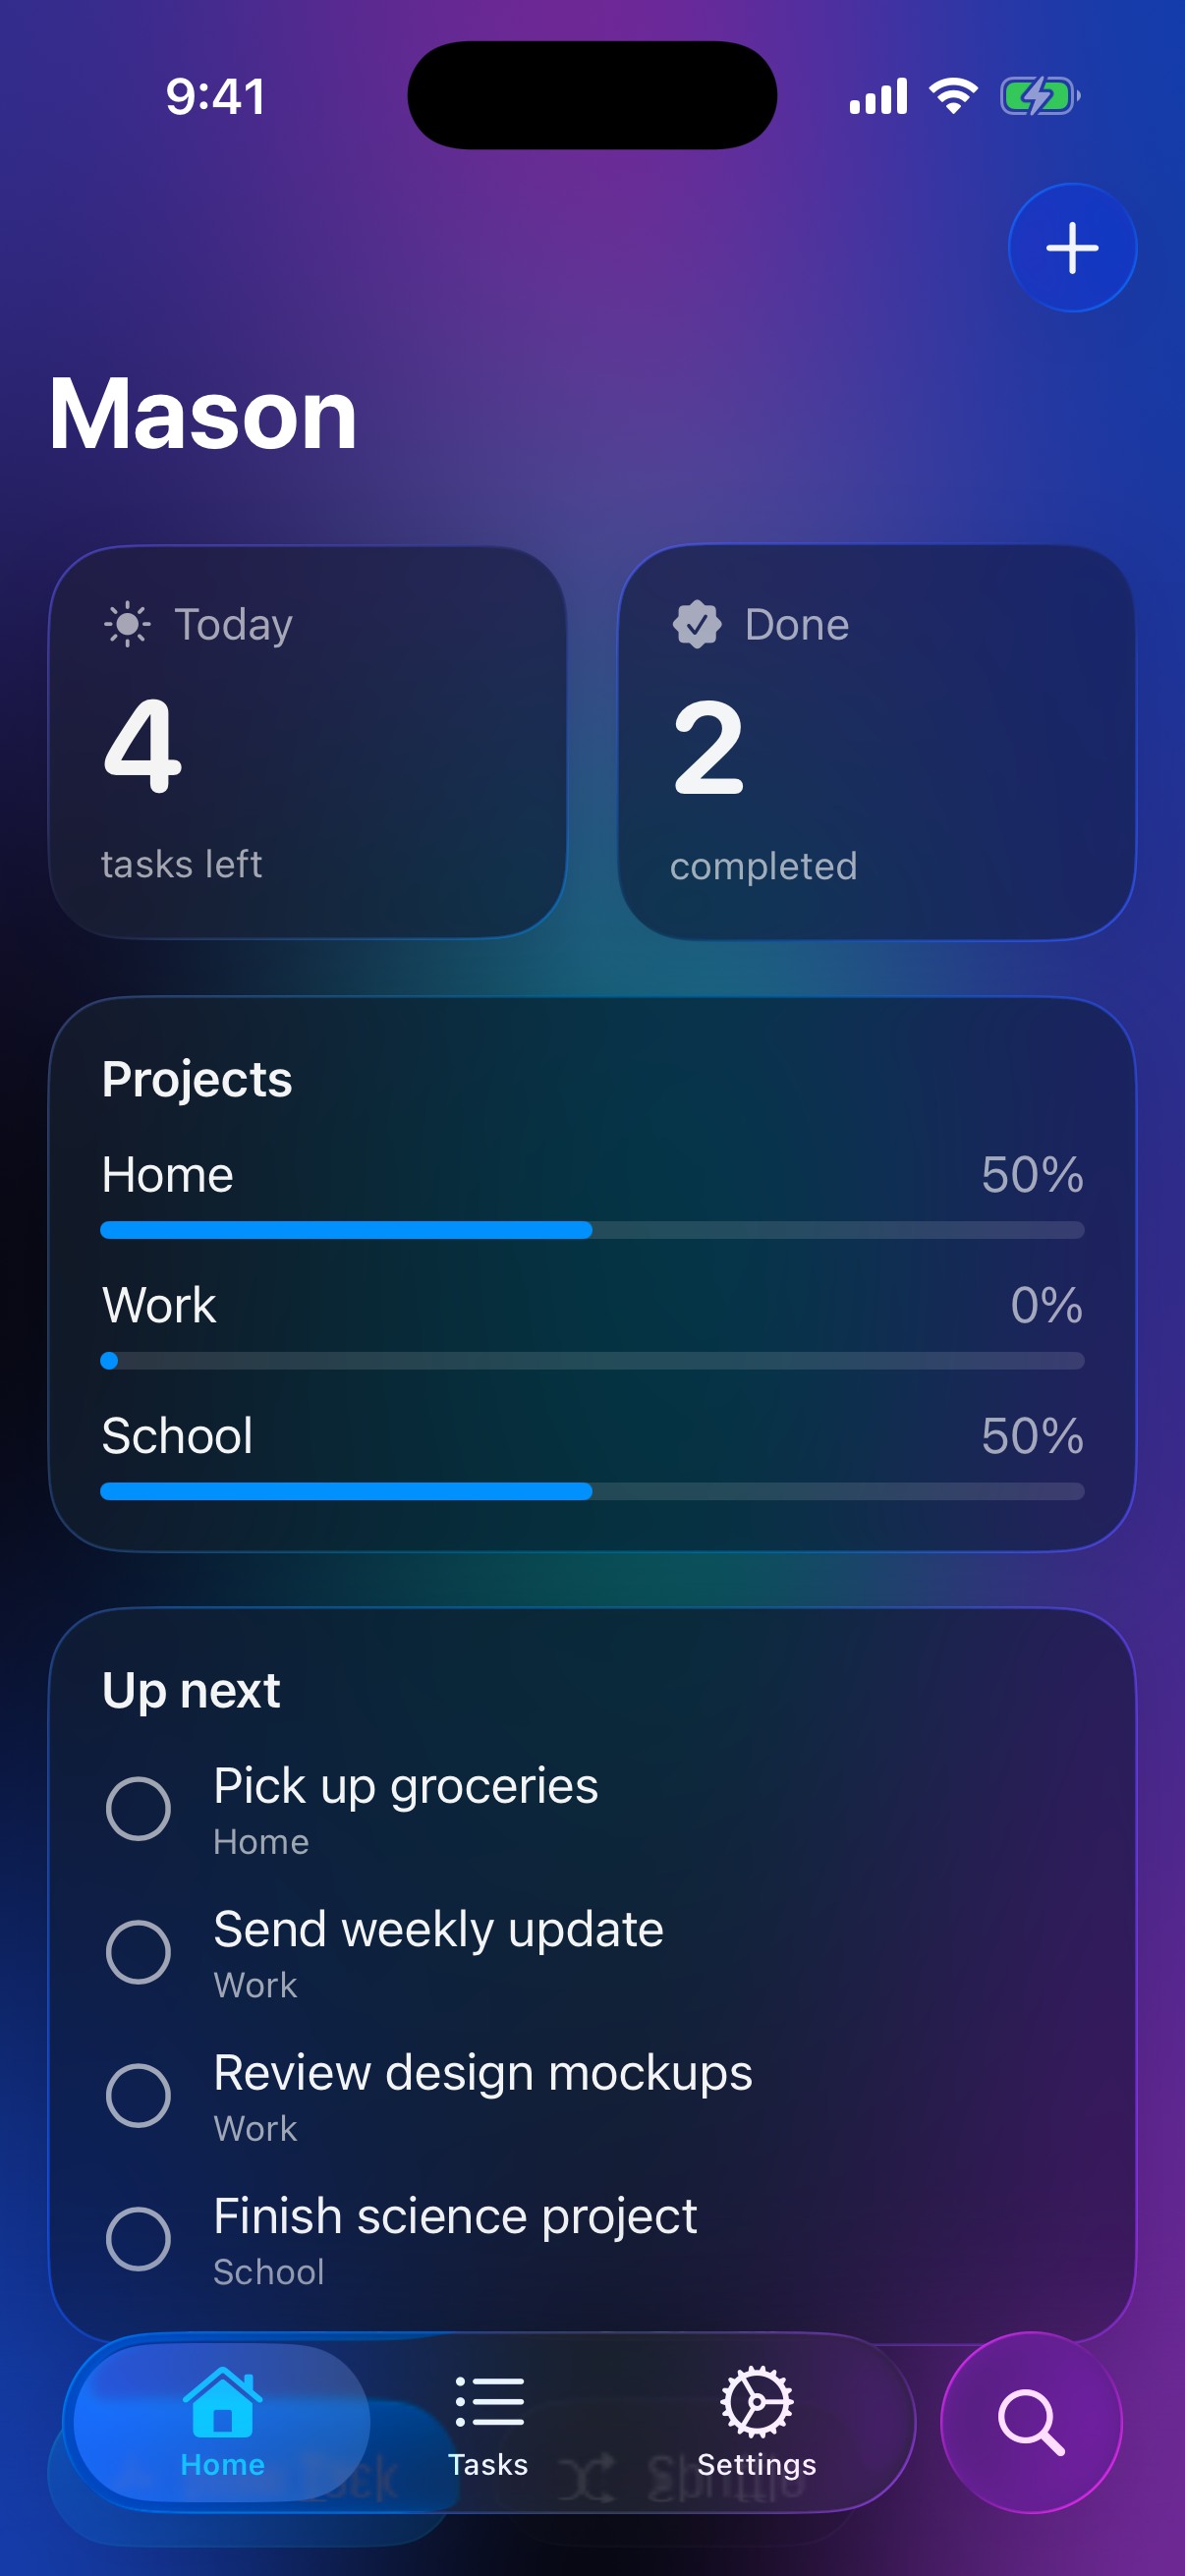 9:41
Mason
Today
4
tasks left
Done
2
completed
Projects
Home 50%
Work 0%
School 50%
Up next
Pick up groceries
Home
Send weekly update
Work
Review design mockups
Work
Finish science project
School
Home
Tasks
Settings